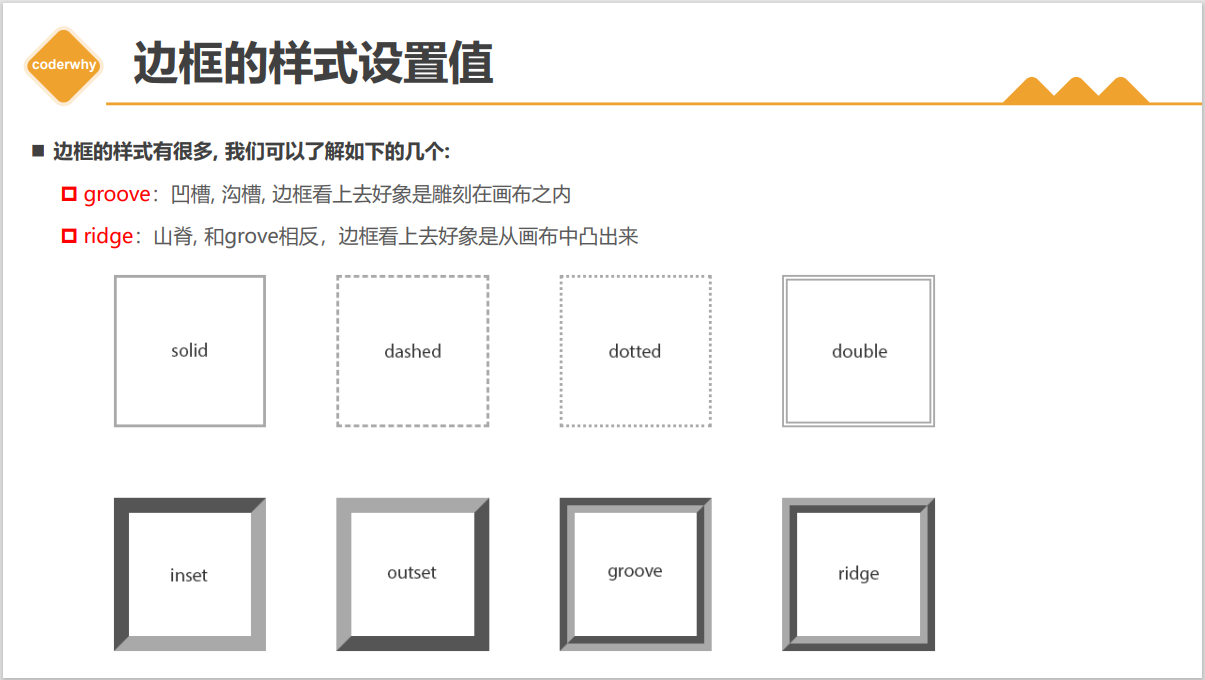 coderwhy
边框的样式设置值
边框的样式有很多, 我们可以了解如下的几个:
groove：凹槽, 沟槽, 边框看上去好象是雕刻在画布之内
ridge：山脊, 和grove相反，边框看上去好象是从画布中凸出来
solid
dashed
dotted
double
inset
outset
groove
ridge